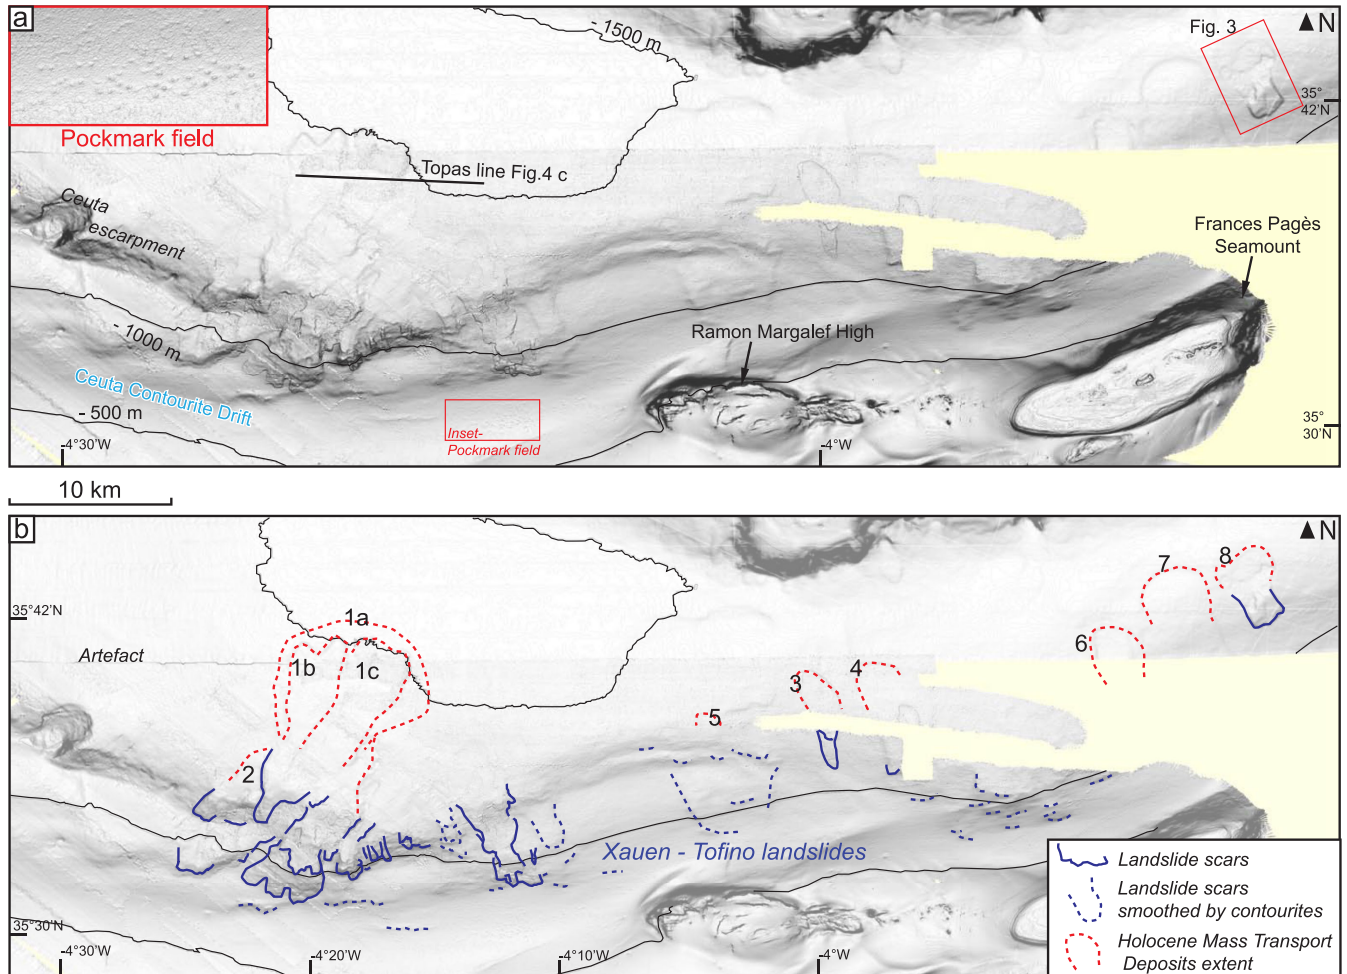 a
- 1500 m
Fig. 3
N
35°
42'N
Pockmark field
Topas line Fig.4 c
Ceuta
escarpment
Frances Pagès
Seamount
- 1000 m
Ramon Margalef High
Ceuta Contourite Drift
- 500 m
Inset-
Pockmark field
35°
30'N
-4°30'W
-4°W
10 km
b
N
7
8
35°42'N
1a
6
Artefact
1b
1c
3
4
5
2
Xauen - Tofino landslides
Landslide scars
Landslide scars
smoothed by contourites
Holocene Mass Transport
Deposits extent
35°30'N
-4°30'W
-4°20'W
-4°10'W
-4°W